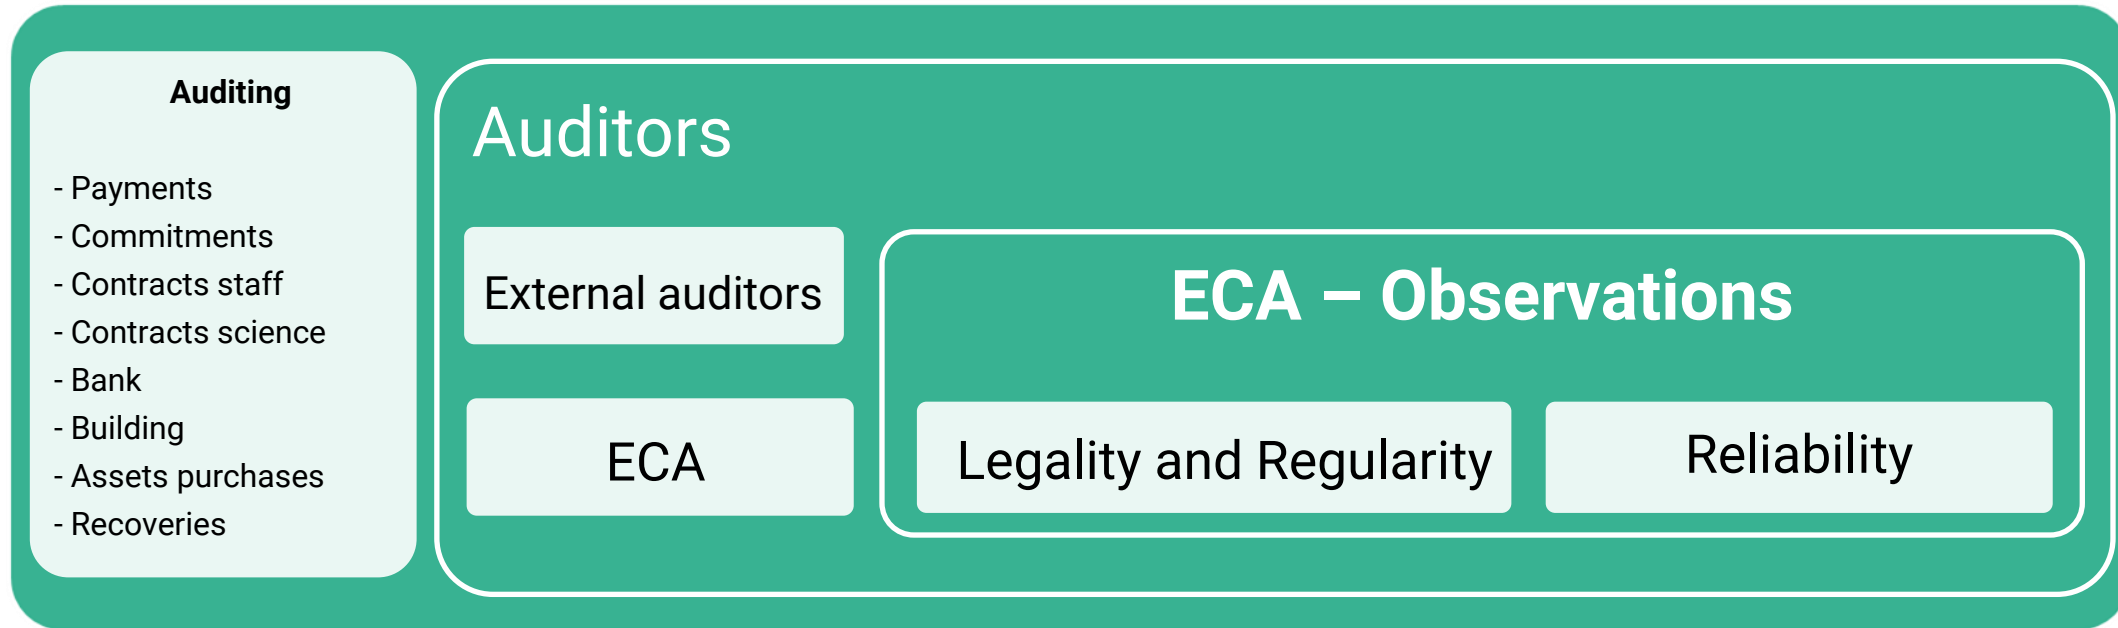 Auditing
- Payments
- Commitments
- Contracts staff
- Contracts science
- Bank
- Building
- Assets purchases
- Recoveries
Auditors
External auditors
ECA
ECA – Observations
Legality and Regularity
Reliability